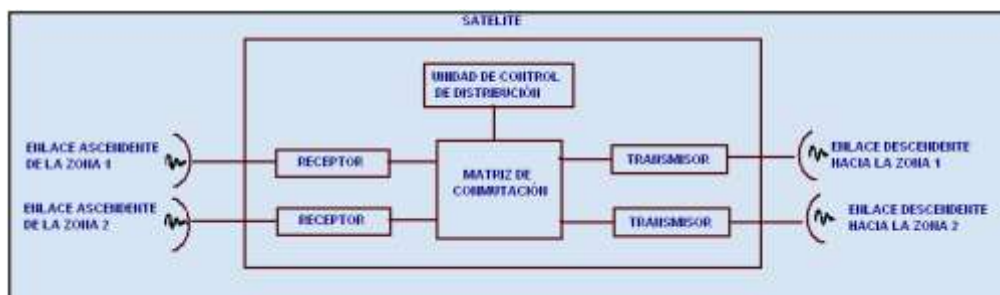 SATELITE
UNIDAD DE CONTROL
DE DISTRIBUCIÓN
ENLACE ASCENDENTE
DE LA ZONA 1
RECEPTOR
MATRIZ DE
CONMUTACIÓN
TRANSMISOR
ENLACE DESCENDENTE
HACIA LA ZONA 1
ENLACE ASCENDENTE
DE LA ZONA 2
RECEPTOR
TRANSMISOR
ENLACE DESCENDENTE
HACIA LA ZONA 2